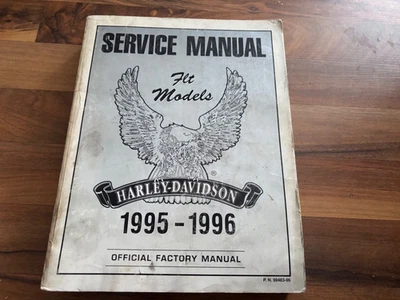 SERVICE MANUAL
Flt
Models
®
HARLEY-DAVIDSON
1995-1996
OFFICIAL FACTORY MANUAL